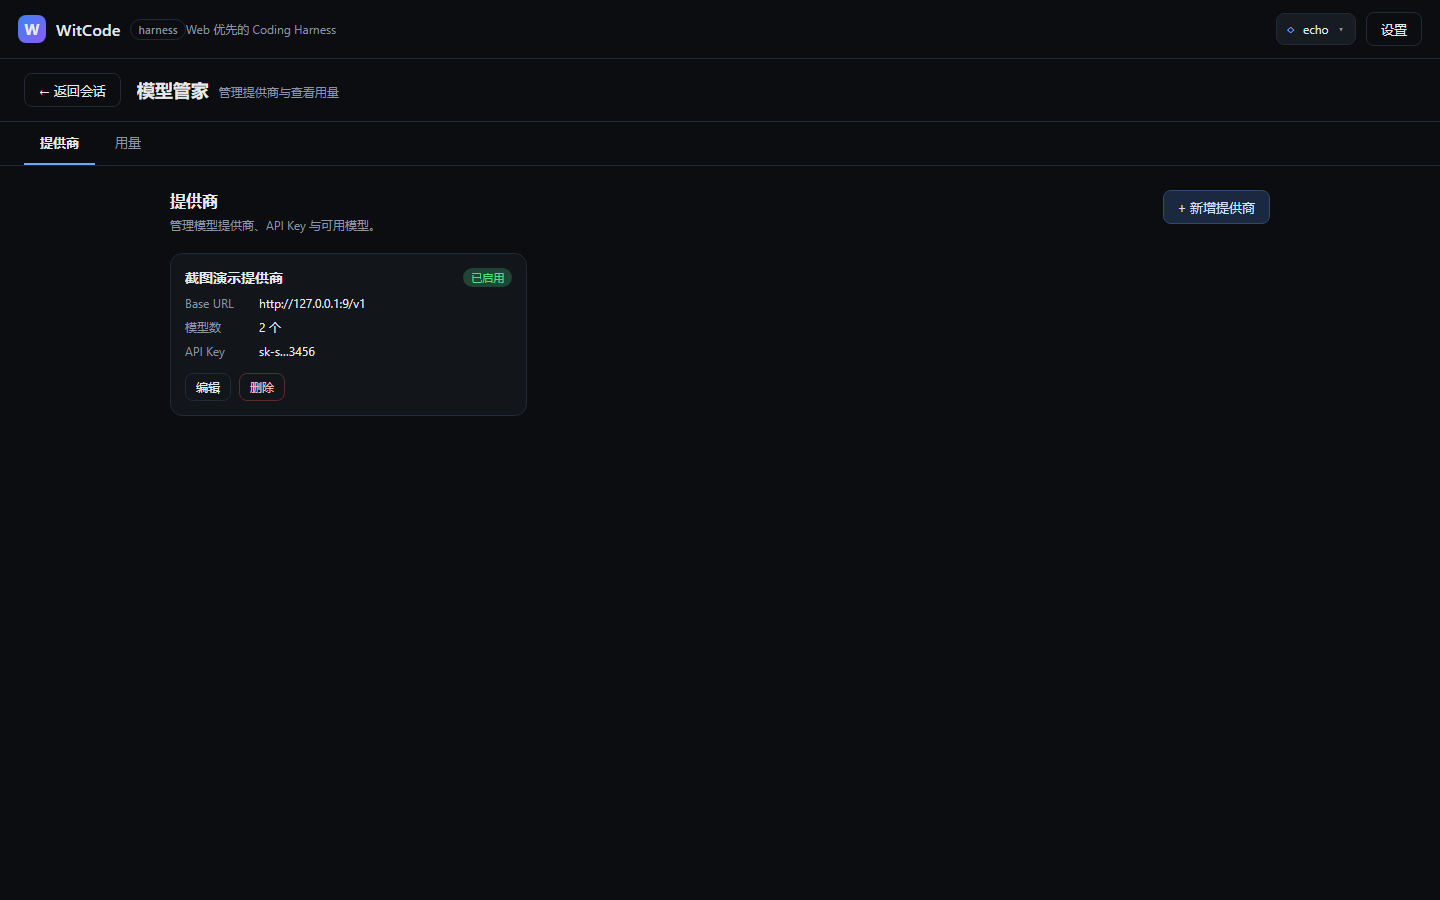 W WitCode harness Web 优先的 Coding Harness
◇ echo ▾ 设置
← 返回会话 模型管家 管理提供商与查看用量
提供商 用量
提供商
管理模型提供商、API Key 与可用模型。
+ 新增提供商
截图演示提供商 已启用
Base URL http://127.0.0.1:9/v1
模型数 2 个
API Key sk-s...3456
编辑 删除